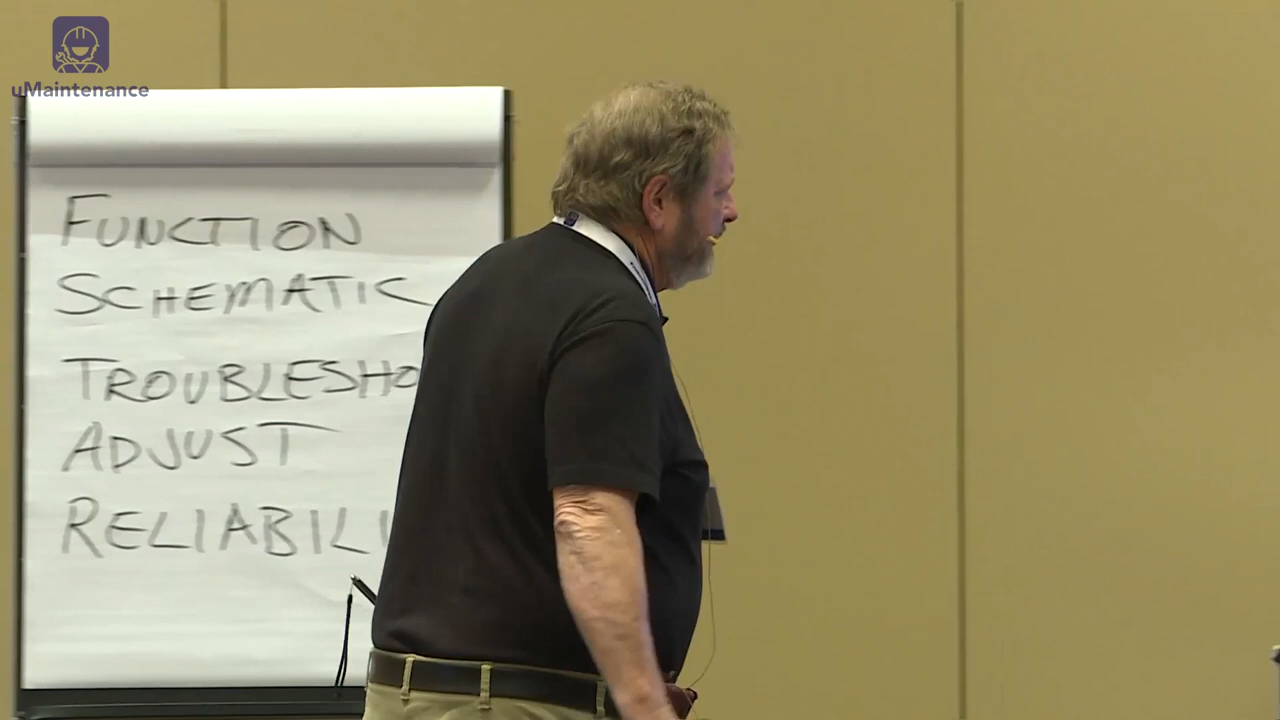 uMaintenance
FUNCTION
SCHEMATIC
TROUBLESHO
ADJUST
RELIABILI